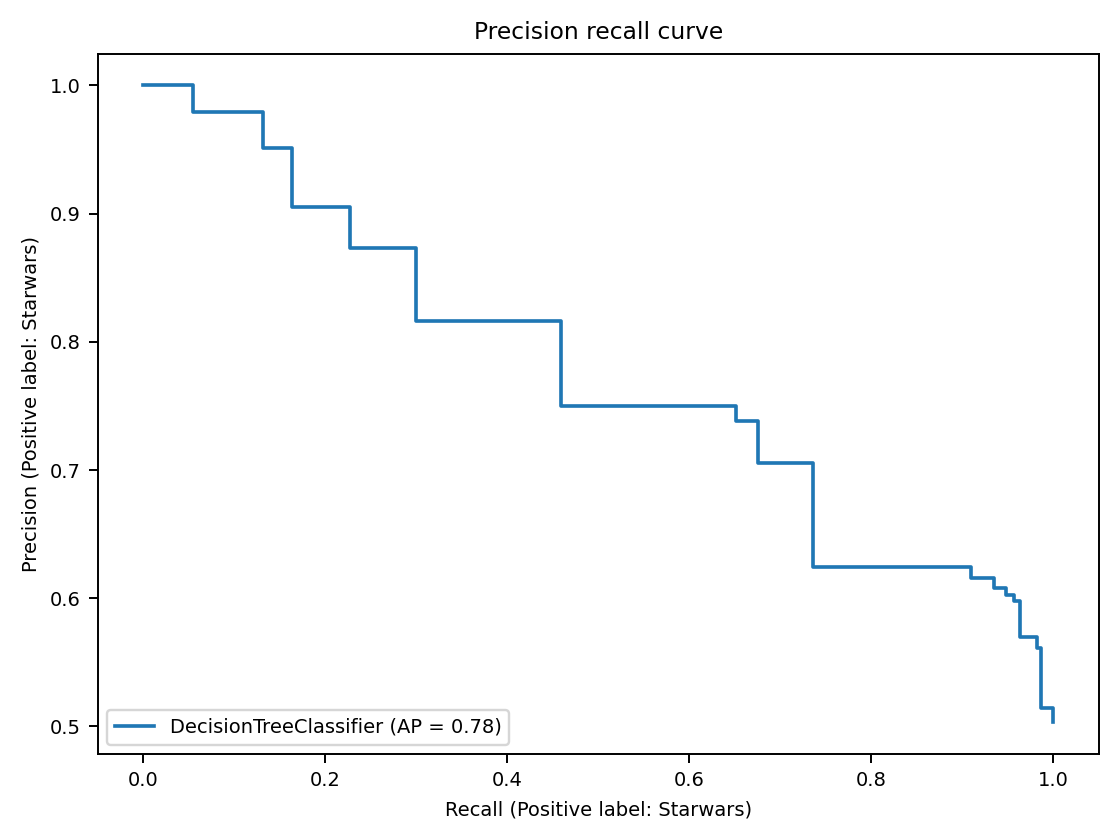 Precision recall curve
Precision (Positive label: Starwars)
1.0
0.9
0.8
0.7
0.6
0.5
DecisionTreeClassifier (AP = 0.78)
0.0 0.2 0.4 0.6 0.8 1.0
Recall (Positive label: Starwars)